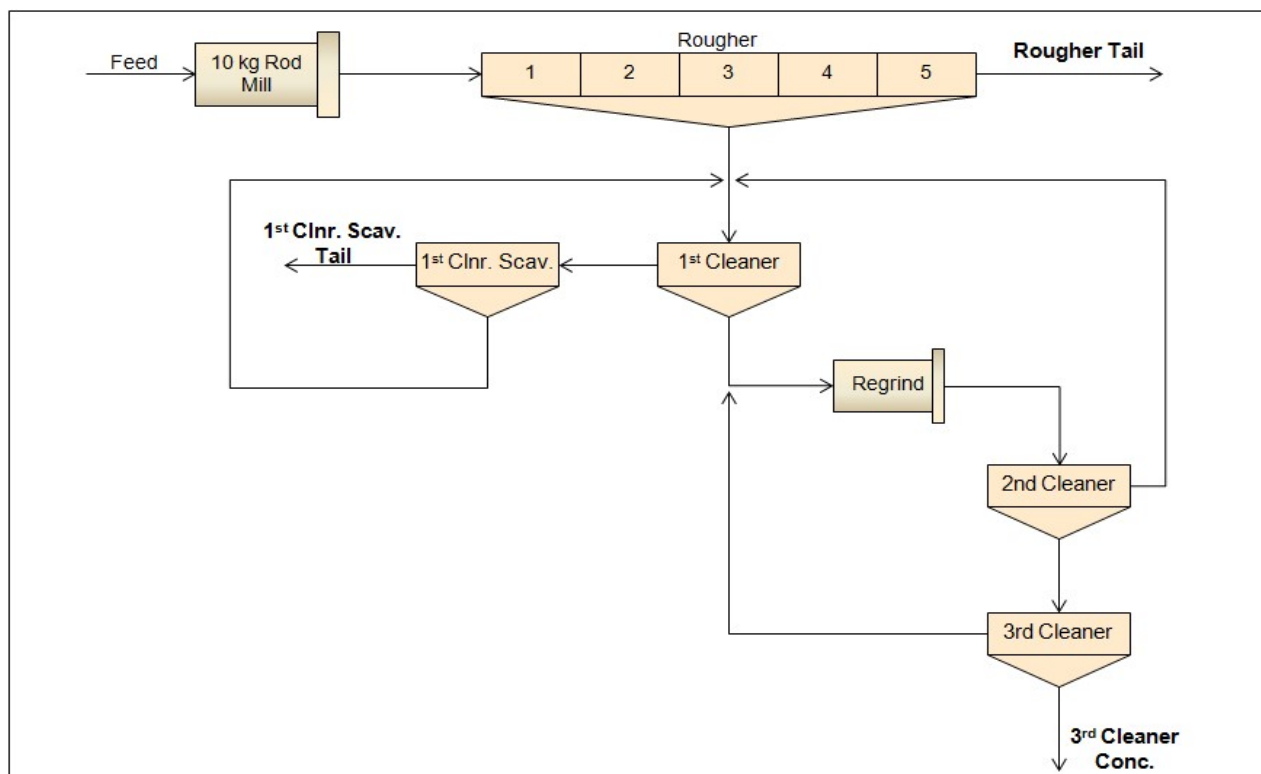 Rougher
Feed
10 kg Rod
Mill
1
2
3
4
5
Rougher Tail
1st Clnr. Scav.
Tail
1st Clnr. Scav.
1st Cleaner
Regrind
2nd Cleaner
3rd Cleaner
3rd Cleaner
Conc.